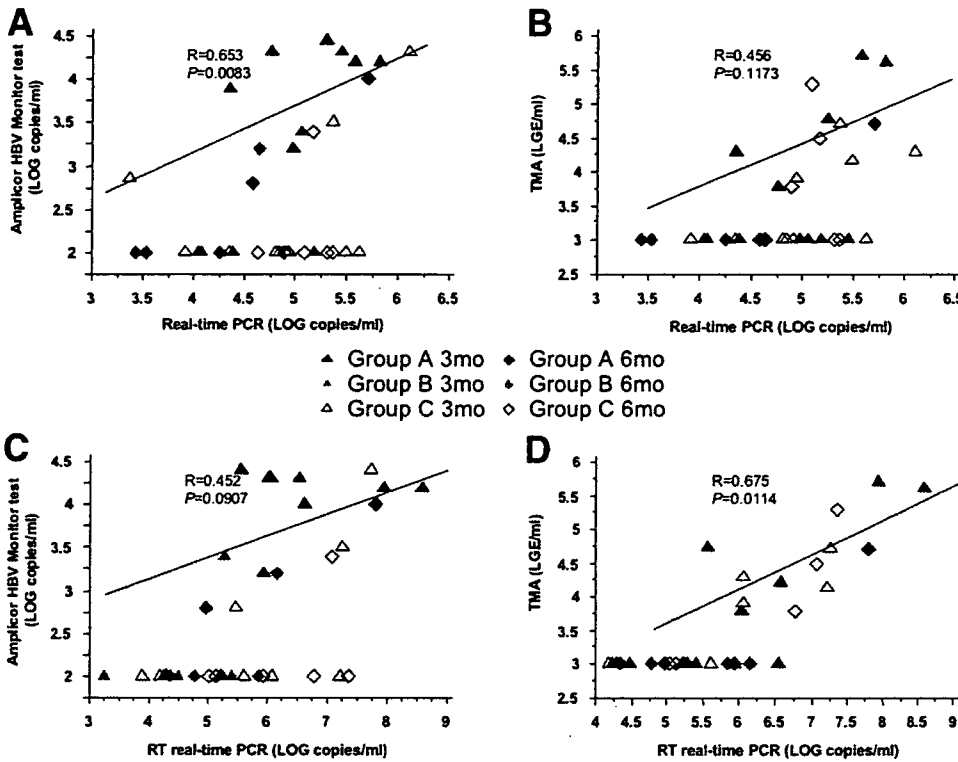 A
Amplicor HBV Monitor test
(LOG copies/ml)
4.5
4
3.5
3
2.5
2
R=0.653
P=0.0083
3 3.5 4 4.5 5 5.5 6 6.5
Real-time PCR (LOG copies/ml)
B
TMA (LGE/ml)
6
5.5
5
4.5
4
3.5
3
2.5
R=0.456
P=0.1173
3 3.5 4 4.5 5 5.5 6 6.5
Real-time PCR (LOG copies/ml)
Group A 3mo Group A 6mo
Group B 3mo Group B 6mo
Group C 3mo Group C 6mo
C
Amplicor HBV Monitor test
(LOG copies/ml)
4.5
4
3.5
3
2.5
2
R=0.452
P=0.0907
3 4 5 6 7 8 9
RT real-time PCR (LOG copies/ml)
D
TMA (LGE/ml)
6
5.5
5
4.5
4
3.5
3
2.5
R=0.675
P=0.0114
4 4.5 5 5.5 6 6.5 7 7.5 8 8.5 9
RT real-time PCR (LOG copies/ml)